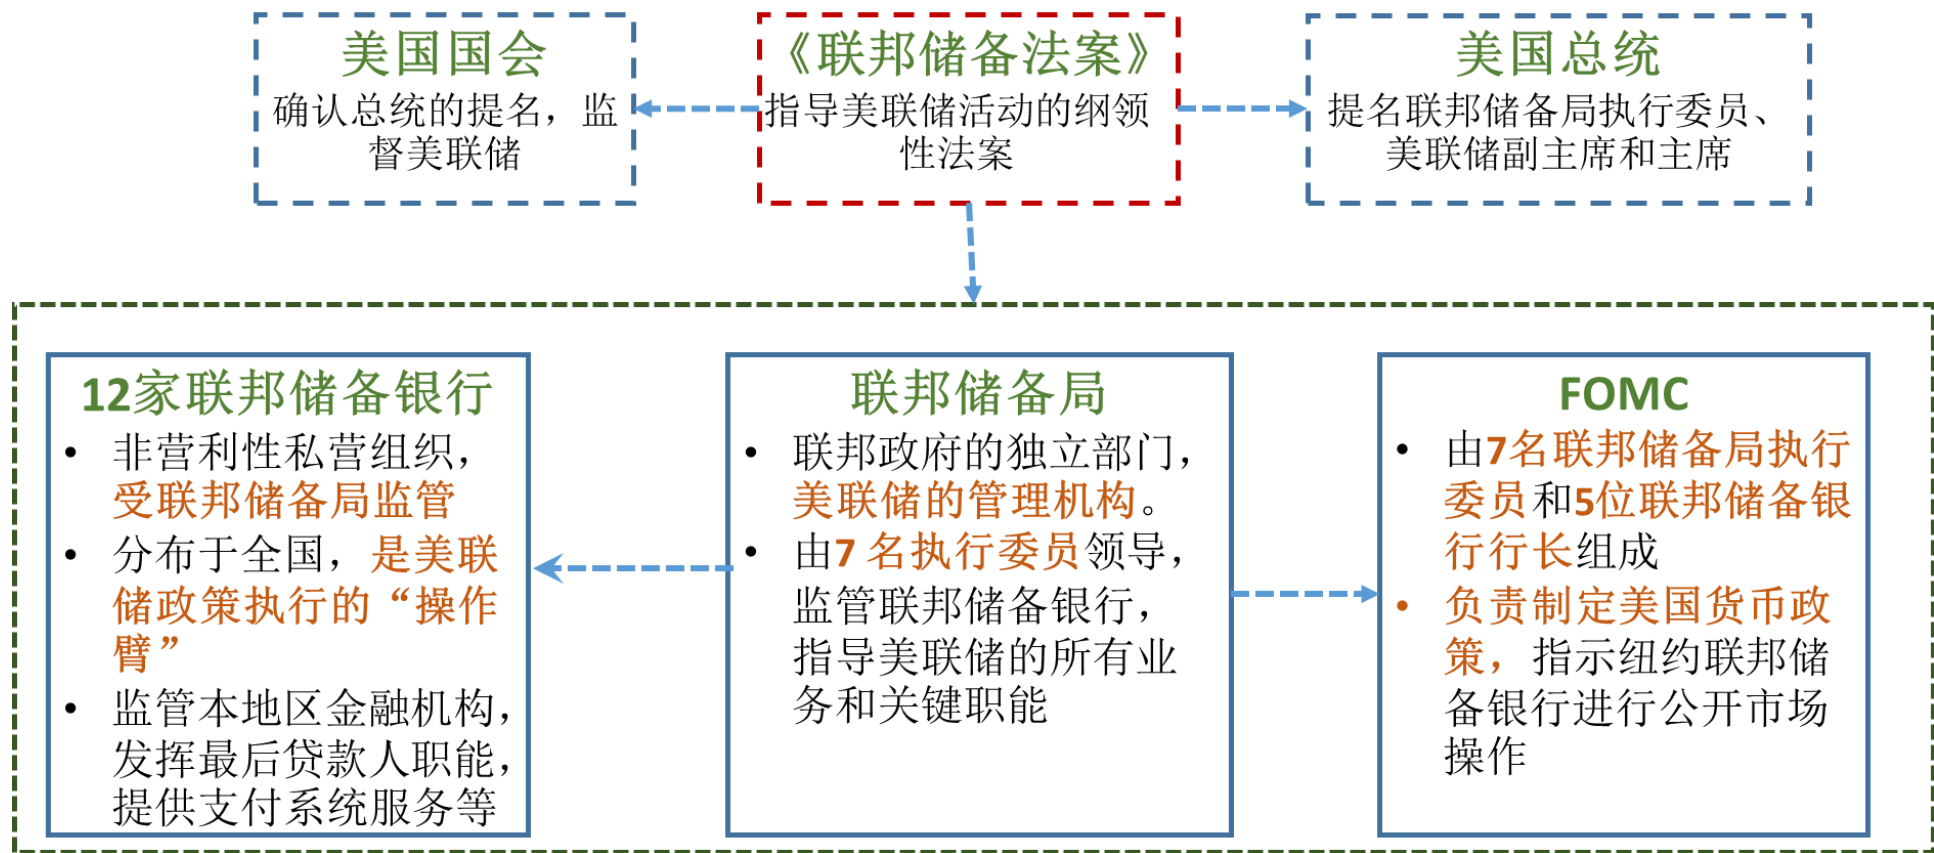 美国国会
确认总统的提名，监
督美联储
《联邦储备法案》
指导美联储活动的纲领
性法案
美国总统
提名联邦储备局执行委员、
美联储副主席和主席
12家联邦储备银行
• 非营利性私营组织，
受联邦储备局监管
• 分布于全国，是美联
储政策执行的“操作
臂”
• 监管本地区金融机构，
发挥最后贷款人职能，
提供支付系统服务等
联邦储备局
• 联邦政府的独立部门，
美联储的管理机构。
• 由7 名执行委员领导，
监管联邦储备银行，
指导美联储的所有业
务和关键职能
FOMC
• 由7名联邦储备局执行
委员和5位联邦储备银
行行长组成
• 负责制定美国货币政
策，指示纽约联邦储
备银行进行公开市场
操作